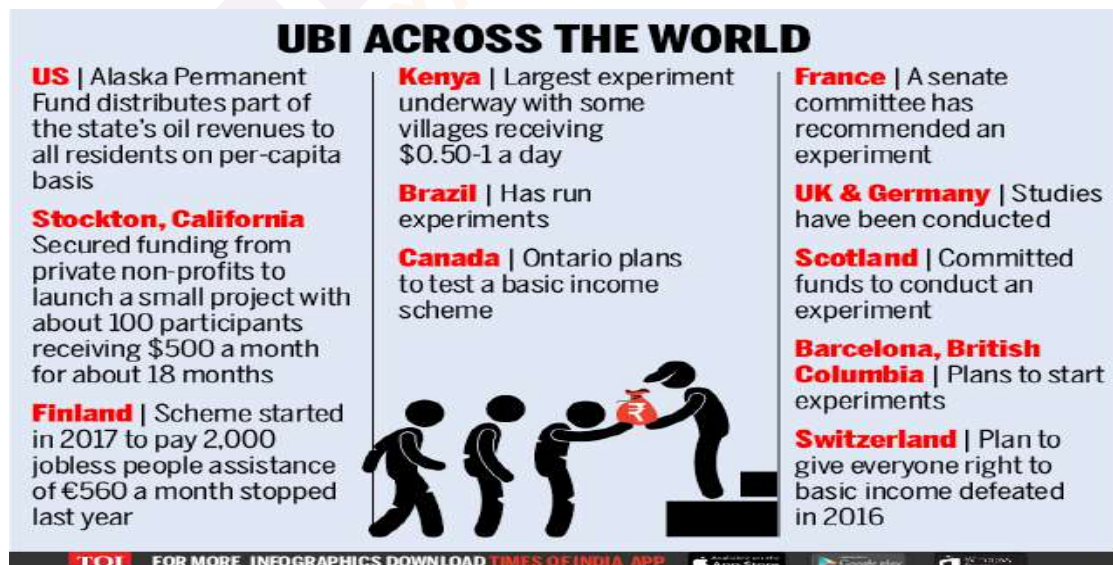 UBI ACROSS THE WORLD
US | Alaska Permanent
Fund distributes part of
the state's oil revenues to
all residents on per-capita
basis
Stockton, California
Secured funding from
private non-profits to
launch a small project with
about 100 participants
receiving $500 a month
for about 18 months
Finland | Scheme started
in 2017 to pay 2,000
jobless people assistance
of €560 a month stopped
last year
Kenya | Largest experiment
underway with some
villages receiving
$0.50-1 a day
Brazil | Has run
experiments
Canada | Ontario plans
to test a basic income
scheme
₹
France | A senate
committee has
recommended an
experiment
UK & Germany | Studies
have been conducted
Scotland | Committed
funds to conduct an
experiment
Barcelona, British
Columbia | Plans to start
experiments
Switzerland | Plan to
give everyone right to
basic income defeated
in 2016
TOI FOR MORE INFOGRAPHICS DOWNLOAD TIMES OF INDIA APP
App Store
Google play